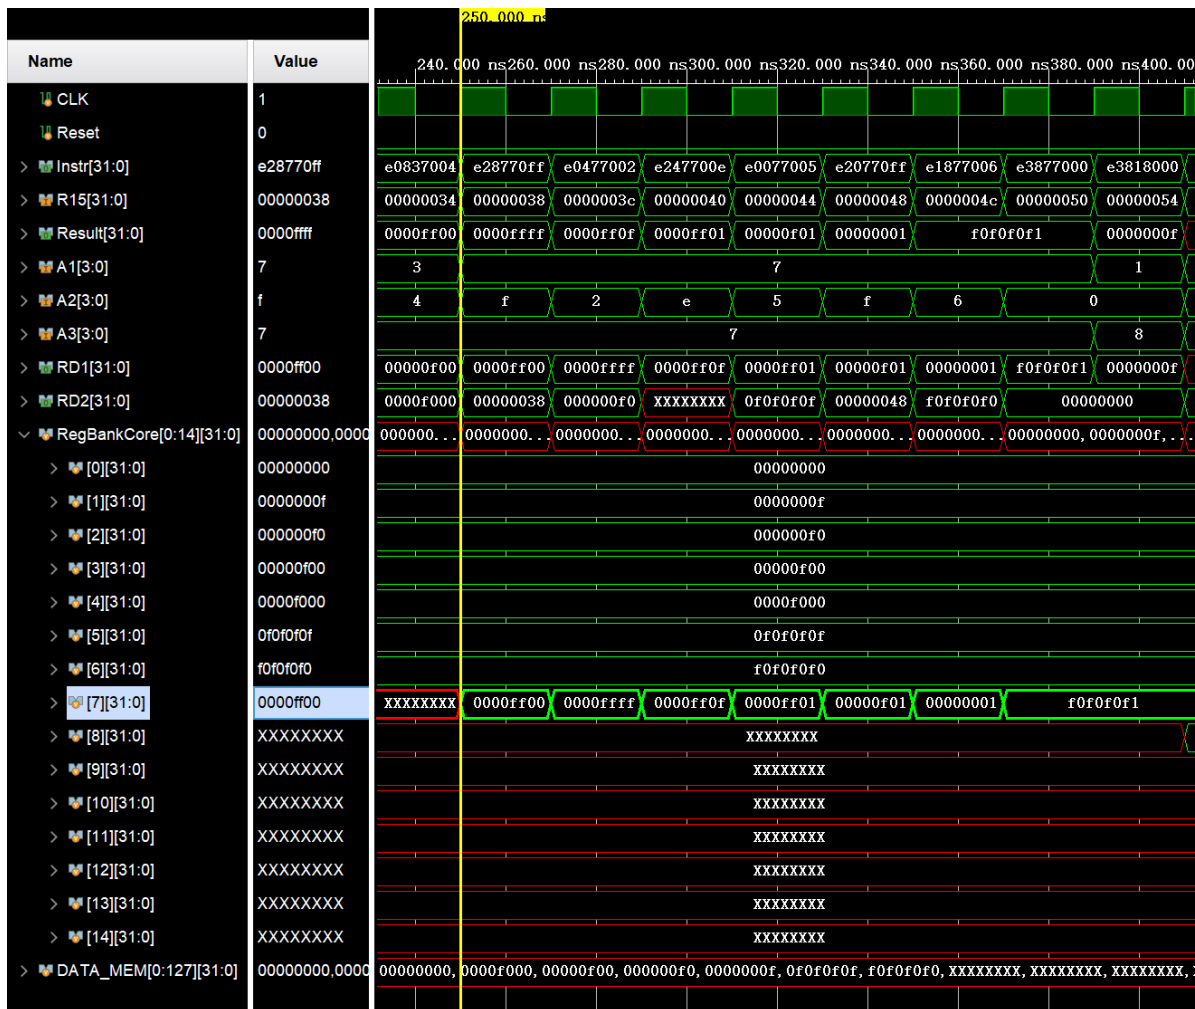 250.000 ns
Name Value 240.000 ns 260.000 ns 280.000 ns 300.000 ns 320.000 ns 340.000 ns 360.000 ns 380.000 ns 400.00
CLK 1
Reset 0
Instr[31:0] e28770ff e0837004 e28770ff e0477002 e247700e e0077005 e20770ff e1877006 e3877000 e3818000
R15[31:0] 00000038 00000034 00000038 0000003c 00000040 00000044 00000048 0000004c 00000050 00000054
Result[31:0] 0000ffff 0000ff00 0000ffff 0000ff0f 0000ff01 00000f01 00000001 f0f0f0f1 0000000f
A1[3:0] 7 3 7 1
A2[3:0] f 4 f 2 e 5 f 6 0
A3[3:0] 7 7 8
RD1[31:0] 0000ff00 00000f00 0000ff00 0000ffff 0000ff0f 0000ff01 00000f01 00000001 f0f0f0f1 0000000f
RD2[31:0] 00000038 0000f000 00000038 000000f0 XXXXXXXX 0f0f0f0f 00000048 f0f0f0f0 00000000
RegBankCore[0:14][31:0] 00000000,0000 000000... 0000000... 0000000... 0000000... 0000000... 0000000... 0000000... 00000000,0000000f,...
[0][31:0] 00000000 00000000
[1][31:0] 0000000f 0000000f
[2][31:0] 000000f0 000000f0
[3][31:0] 00000f00 00000f00
[4][31:0] 0000f000 0000f000
[5][31:0] 0f0f0f0f 0f0f0f0f
[6][31:0] f0f0f0f0 f0f0f0f0
[7][31:0] 0000ff00 XXXXXXXX 0000ff00 0000ffff 0000ff0f 0000ff01 00000f01 00000001 f0f0f0f1
[8][31:0] XXXXXXXX XXXXXXXX
[9][31:0] XXXXXXXX XXXXXXXX
[10][31:0] XXXXXXXX XXXXXXXX
[11][31:0] XXXXXXXX XXXXXXXX
[12][31:0] XXXXXXXX XXXXXXXX
[13][31:0] XXXXXXXX XXXXXXXX
[14][31:0] XXXXXXXX XXXXXXXX
DATA_MEM[0:127][31:0] 00000000,0000 00000000,0000f000,00000f00,000000f0,0000000f,0f0f0f0f,f0f0f0f0,XXXXXXXX,XXXXXXXX,XXXXXXXX,